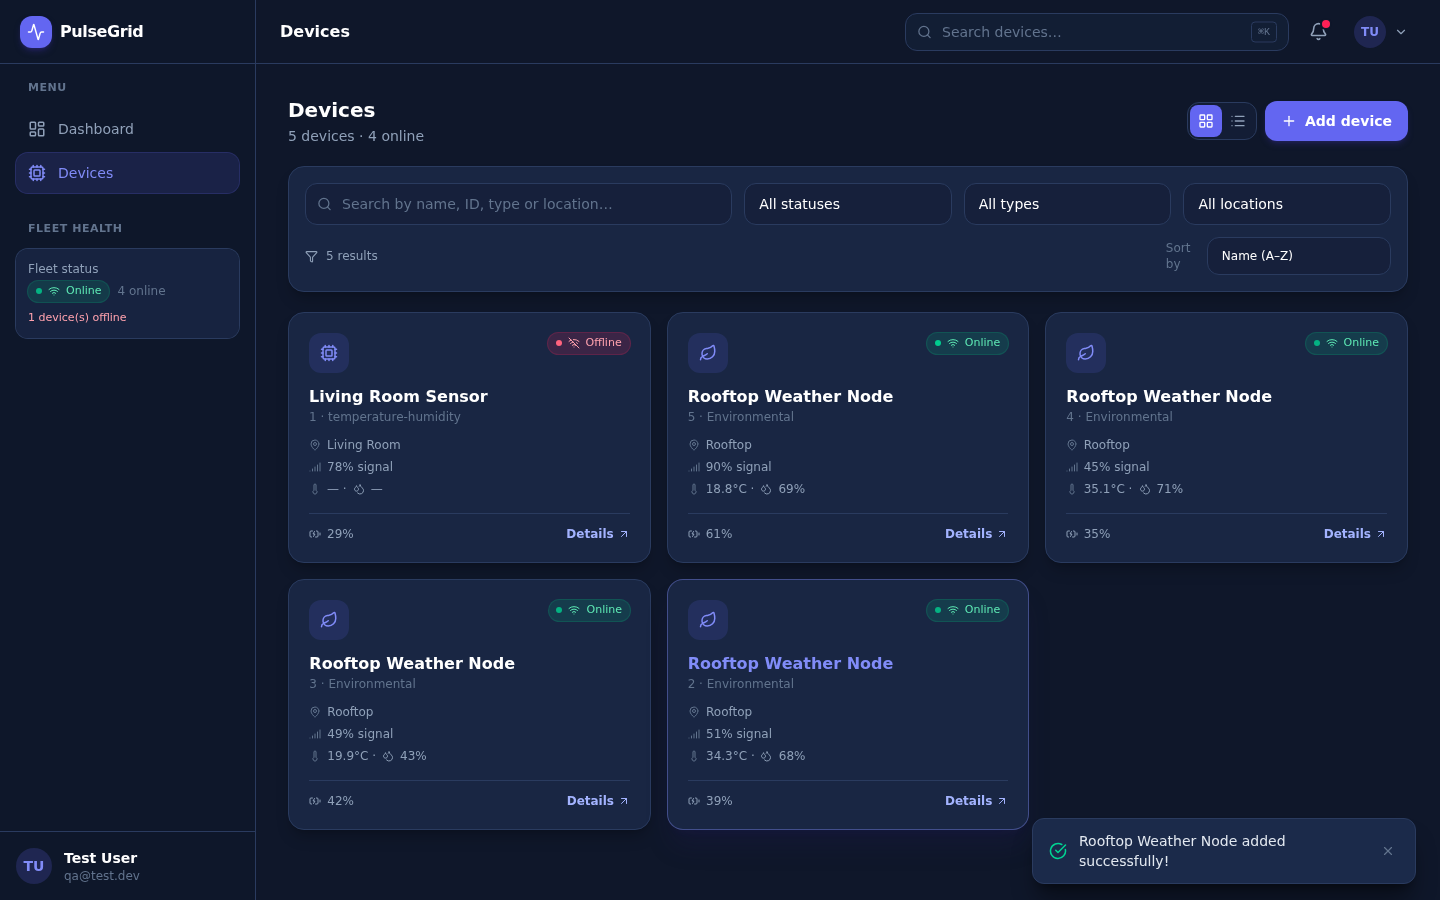 PulseGrid
Devices
Search devices...
⌘K
TU
MENU
Dashboard
Devices
FLEET HEALTH
Fleet status
Online
4 online
1 device(s) offline
Test User
qa@test.dev
TU
Devices
5 devices · 4 online
Add device
Search by name, ID, type or location...
All statuses
All types
All locations
5 results
Sort by
Name (A–Z)
Offline
Living Room Sensor
1 · temperature-humidity
Living Room
78% signal
— · —
29%
Details
Online
Rooftop Weather Node
5 · Environmental
Rooftop
90% signal
18.8°C · 69%
61%
Details
Online
Rooftop Weather Node
4 · Environmental
Rooftop
45% signal
35.1°C · 71%
35%
Details
Online
Rooftop Weather Node
3 · Environmental
Rooftop
49% signal
19.9°C · 43%
42%
Details
Online
Rooftop Weather Node
2 · Environmental
Rooftop
51% signal
34.3°C · 68%
39%
Details
Rooftop Weather Node added
successfully!